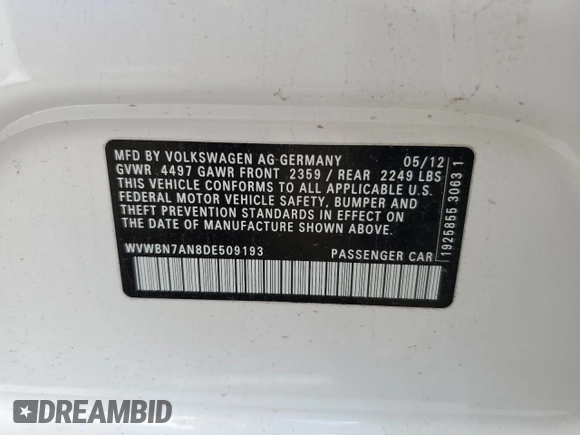 MFD BY VOLKSWAGEN AG GERMANY 05/12
GVWR 4497 GAWR FRONT 2359 / REAR 2249 LBS
THIS VEHICLE CONFORMS TO ALL APPLICABLE U.S.
FEDERAL MOTOR VEHICLE SAFETY, BUMPER AND
THEFT PREVENTION STANDARDS IN EFFECT ON
THE DATE OF MANUFACTURE SHOWN ABOVE.
WVWBN7AN8DE509193 PASSENGER CAR
1925855 3063 1
DREAMBID